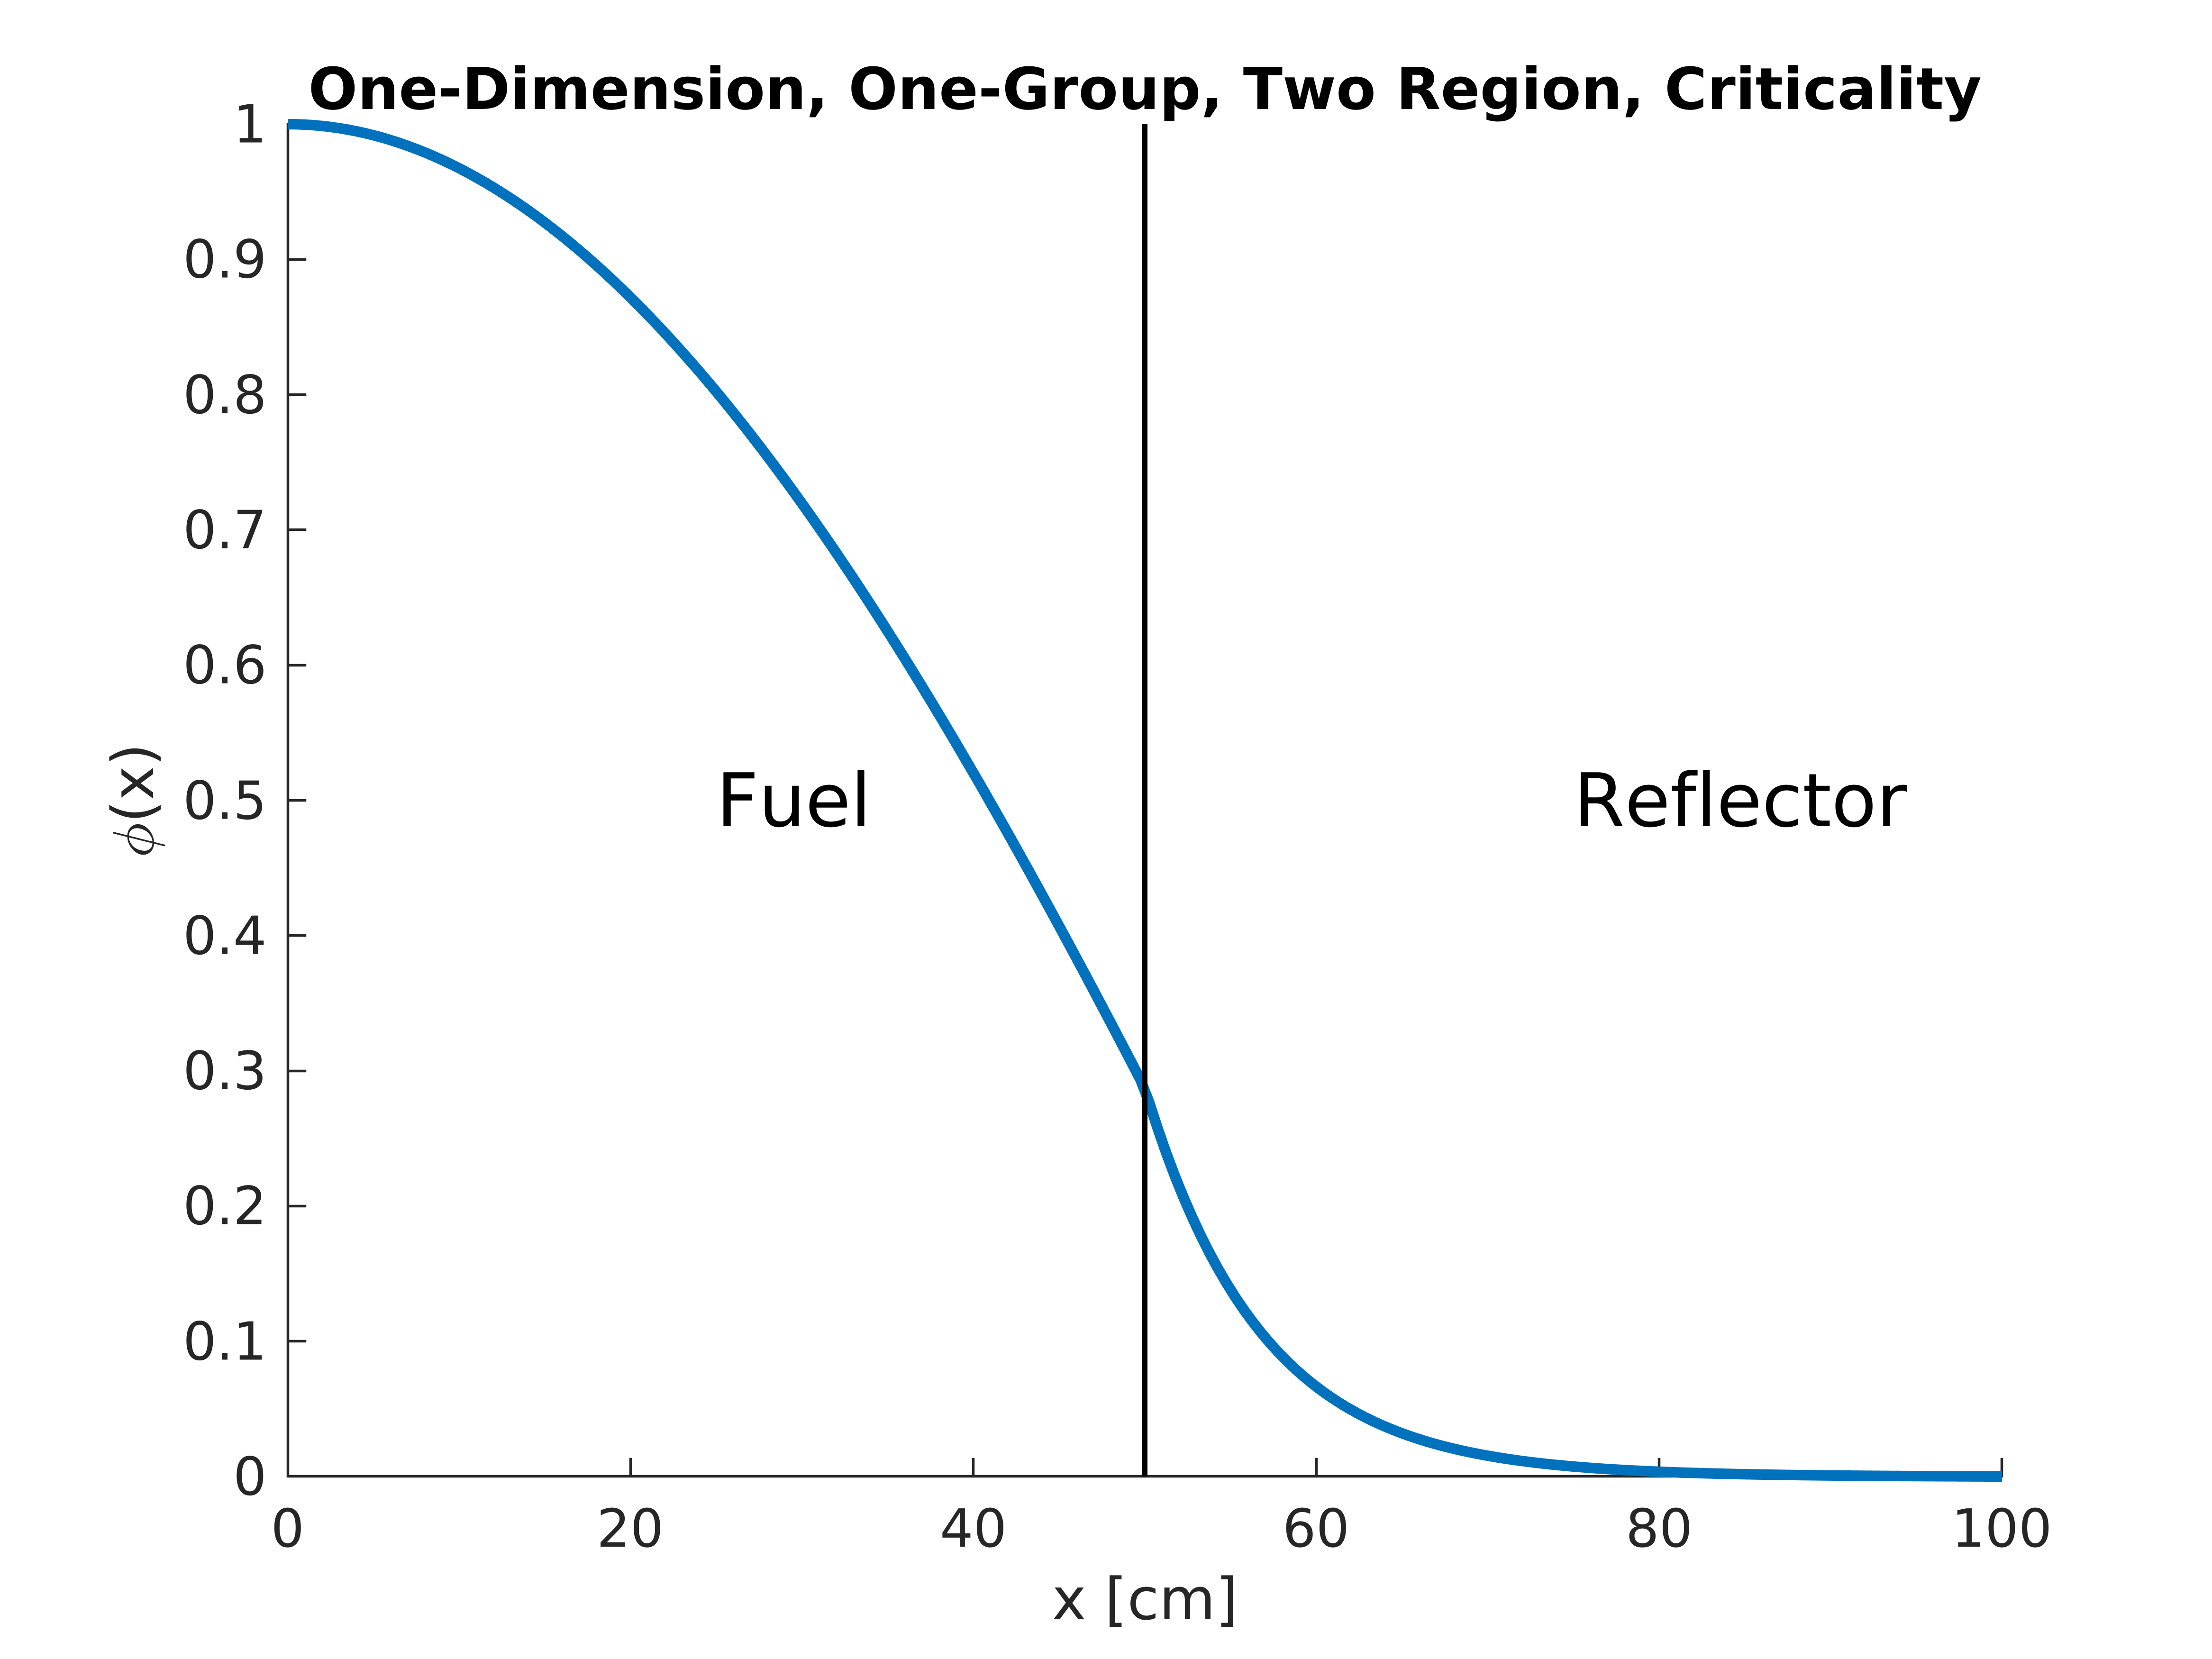 One-Dimension, One-Group, Two Region, Criticality
1
0.9
0.8
0.7
0.6
0.5
0.4
0.3
0.2
0.1
0
ϕ(x)
Fuel
Reflector
0 20 40 60 80 100
x [cm]